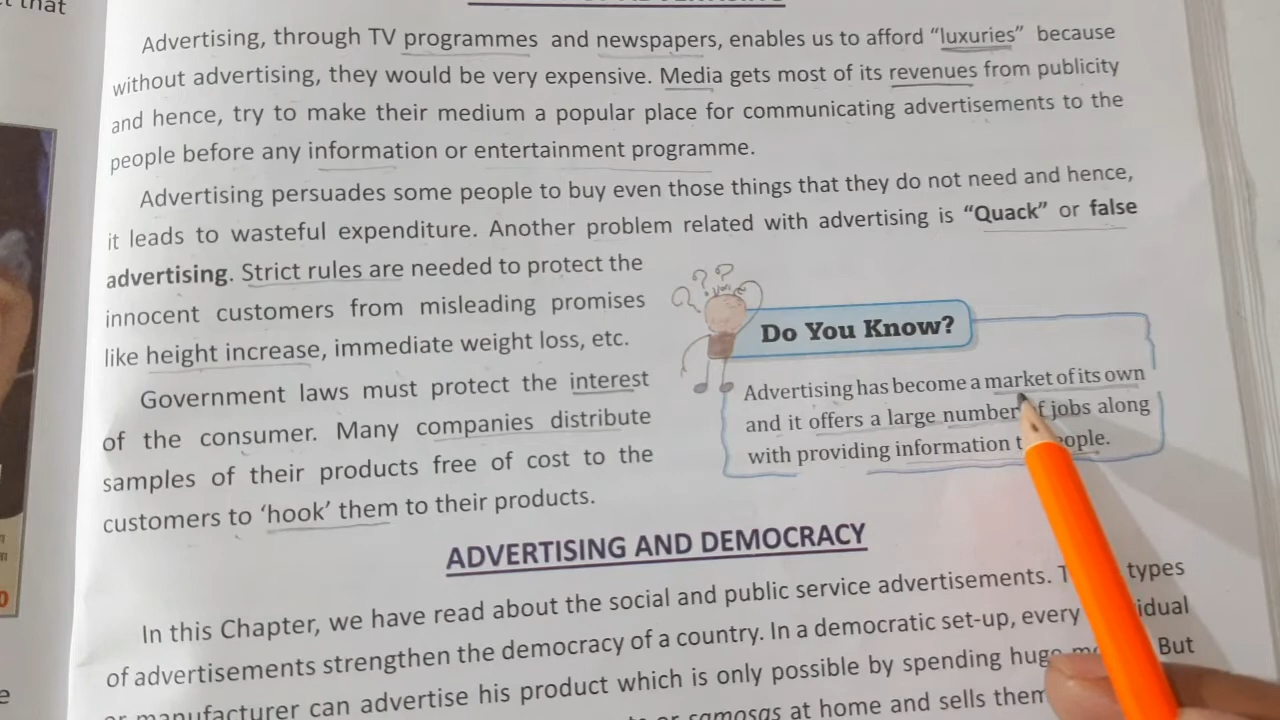 that
Advertising, through TV programmes and newspapers, enables us to afford “luxuries” because
without advertising, they would be very expensive. Media gets most of its revenues from publicity
and hence, try to make their medium a popular place for communicating advertisements to the
people before any information or entertainment programme.
Advertising persuades some people to buy even those things that they do not need and hence,
it leads to wasteful expenditure. Another problem related with advertising is “Quack” or false
advertising. Strict rules are needed to protect the
innocent customers from misleading promises
like height increase, immediate weight loss, etc.
Government laws must protect the interest
of the consumer. Many companies distribute
samples of their products free of cost to the
customers to ‘hook’ them to their products.
Do You Know?
Advertising has become a market of its own
and it offers a large number of jobs along
with providing information people.
ADVERTISING AND DEMOCRACY
In this Chapter, we have read about the social and public service advertisements. types
of advertisements strengthen the democracy of a country. In a democratic set-up, every
or manufacturer can advertise his product which is only possible by spending huge But
or samosas at home and sells them